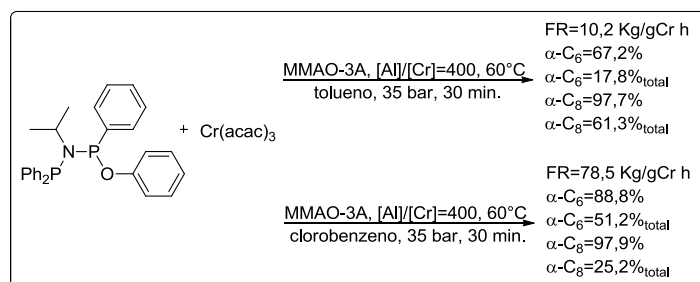 FR=10,2 Kg/gCr h
α-C6=67,2%
α-C6=17,8%total
α-C8=97,7%
α-C8=61,3%total
MMAO-3A, [Al]/[Cr]=400, 60°C
tolueno, 35 bar, 30 min.
N P
Ph2P O
+ Cr(acac)3
FR=78,5 Kg/gCr h
α-C6=88,8%
α-C6=51,2%total
α-C8=97,9%
α-C8=25,2%total
MMAO-3A, [Al]/[Cr]=400, 60°C
clorobenzeno, 35 bar, 30 min.